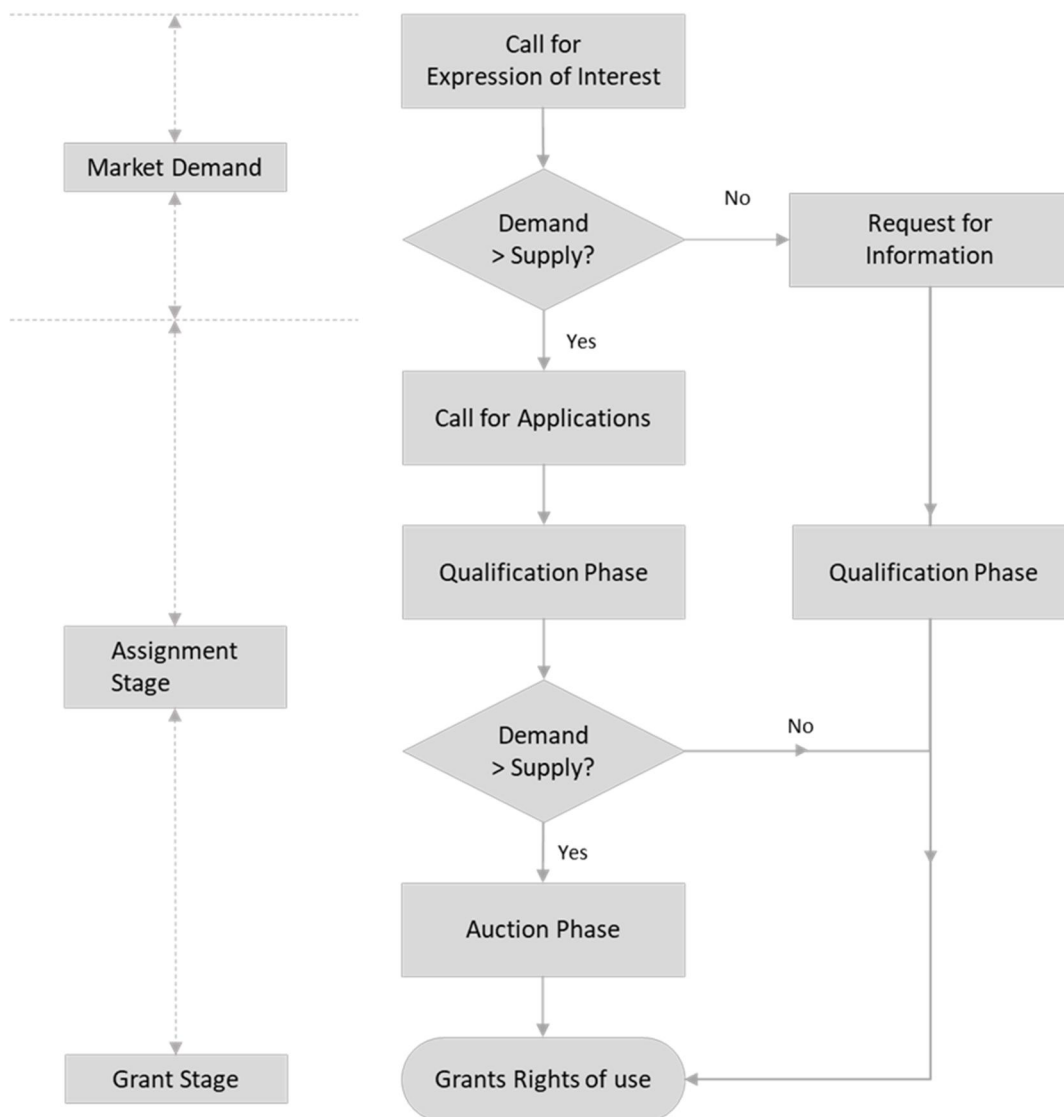 Call for
Expression of Interest
Market Demand
Demand
> Supply?
No
Request for
Information
Yes
Call for Applications
Qualification Phase
Qualification Phase
Assignment
Stage
Demand
> Supply?
No
Yes
Auction Phase
Grant Stage
Grants Rights of use